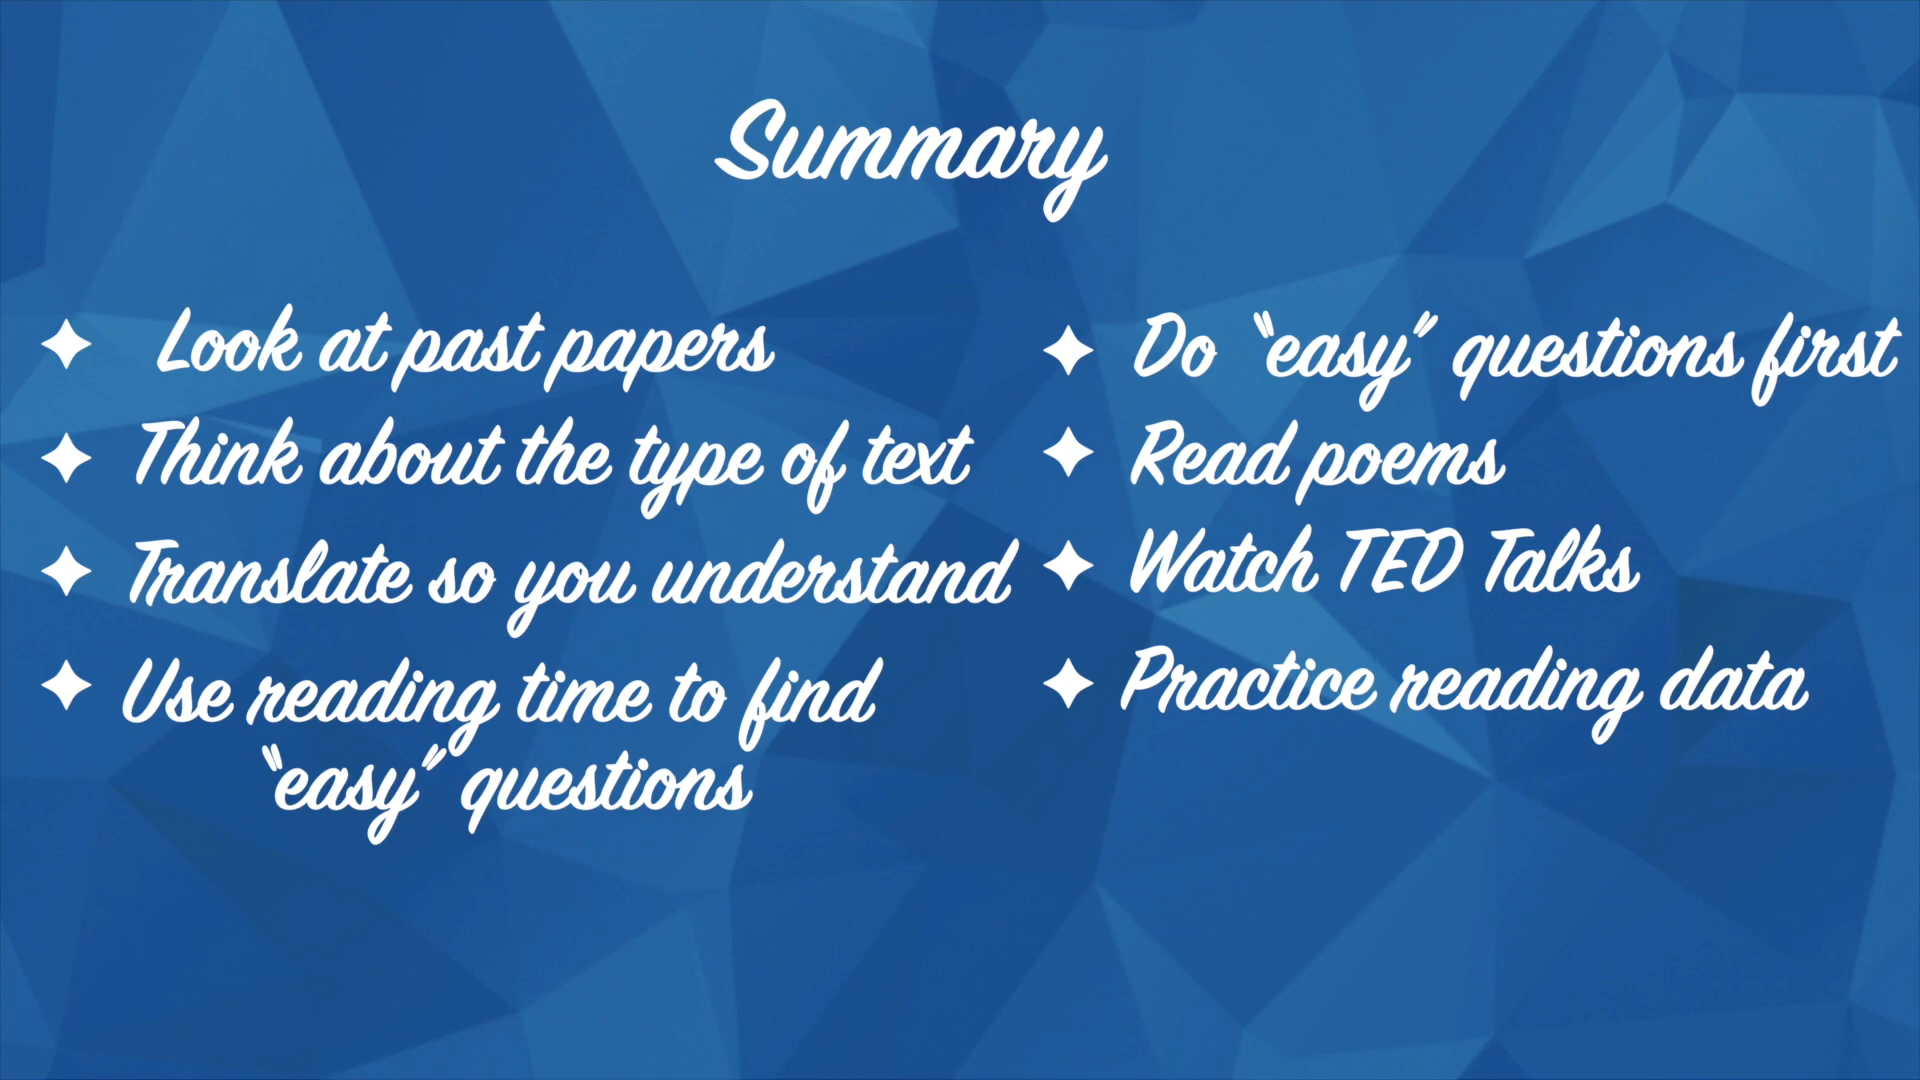 Summary
Look at past papers
Think about the type of text
Translate so you understand
Use reading time to find
“easy” questions
Do “easy” questions first
Read poems
Watch TED Talks
Practice reading data